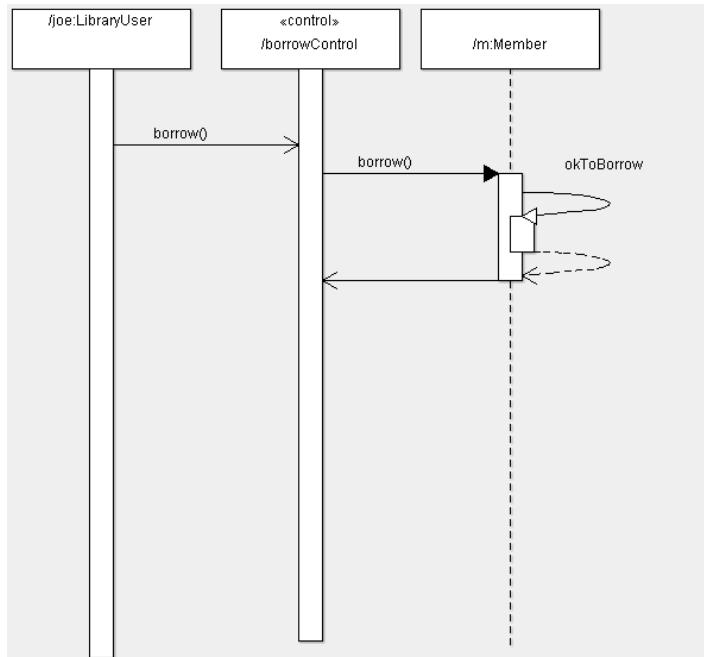 /joe:LibraryUser
«control»
/borrowControl
/m:Member
borrow()
borrow()
okToBorrow